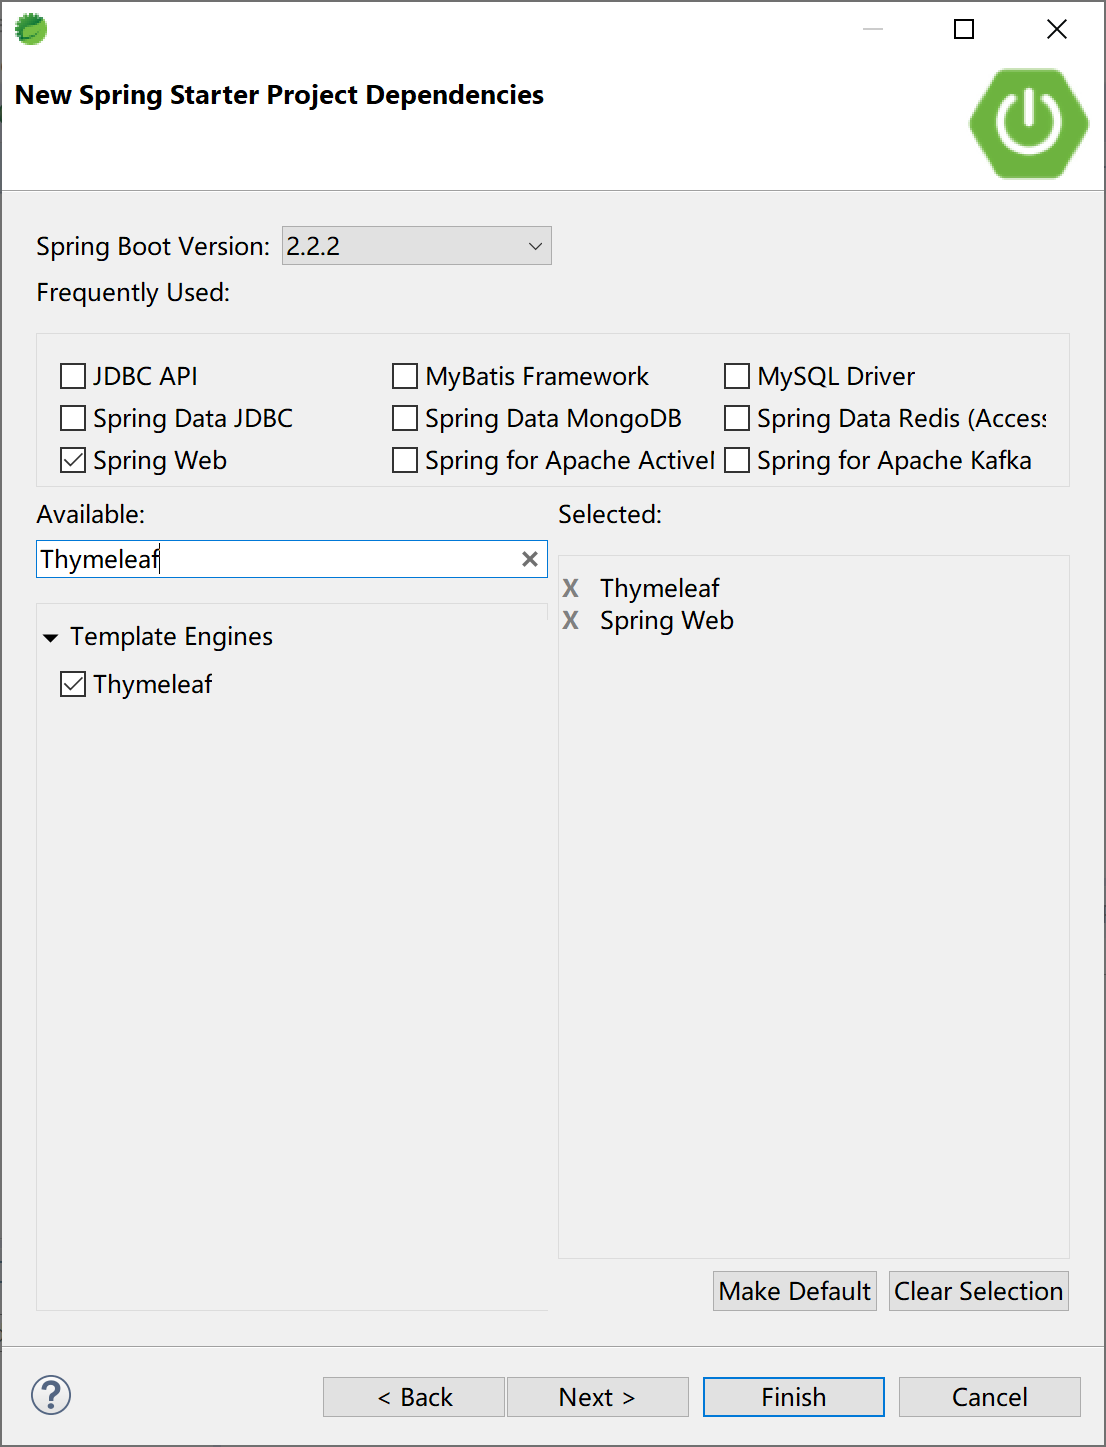 New Spring Starter Project Dependencies
Spring Boot Version: 2.2.2
Frequently Used:
JDBC API MyBatis Framework MySQL Driver
Spring Data JDBC Spring Data MongoDB Spring Data Redis (Access
Spring Web Spring for Apache Active Spring for Apache Kafka
Available: Selected:
Thymeleaf
X Thymeleaf
X Spring Web
Template Engines
Thymeleaf
Make Default Clear Selection
? < Back Next > Finish Cancel